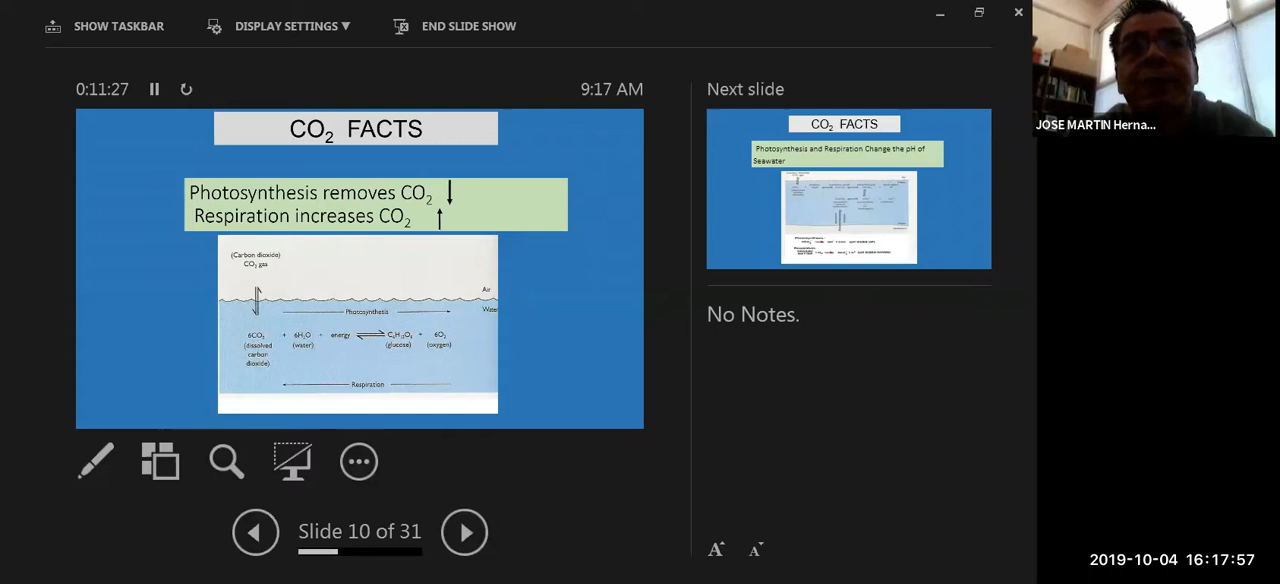 SHOW TASKBAR
DISPLAY SETTINGS ▼
END SLIDE SHOW
JOSE MARTIN Herna...
0:11:27
9:17 AM
CO₂ FACTS
Photosynthesis removes CO₂ ↓
Respiration increases CO₂ ↑
(Carbon dioxide)
CO₂ gas
Air
Water
Photosynthesis
6CO₂ + 6H₂O + energy ⇌ C₆H₁₂O₆ + 6O₂
(dissolved carbon dioxide) (water) (glucose) (oxygen)
Respiration
Next slide
CO₂ FACTS
Photosynthesis and Respiration Change the pH of
Seawater
No Notes.
Slide 10 of 31
A A
2019-10-04 16:17:57